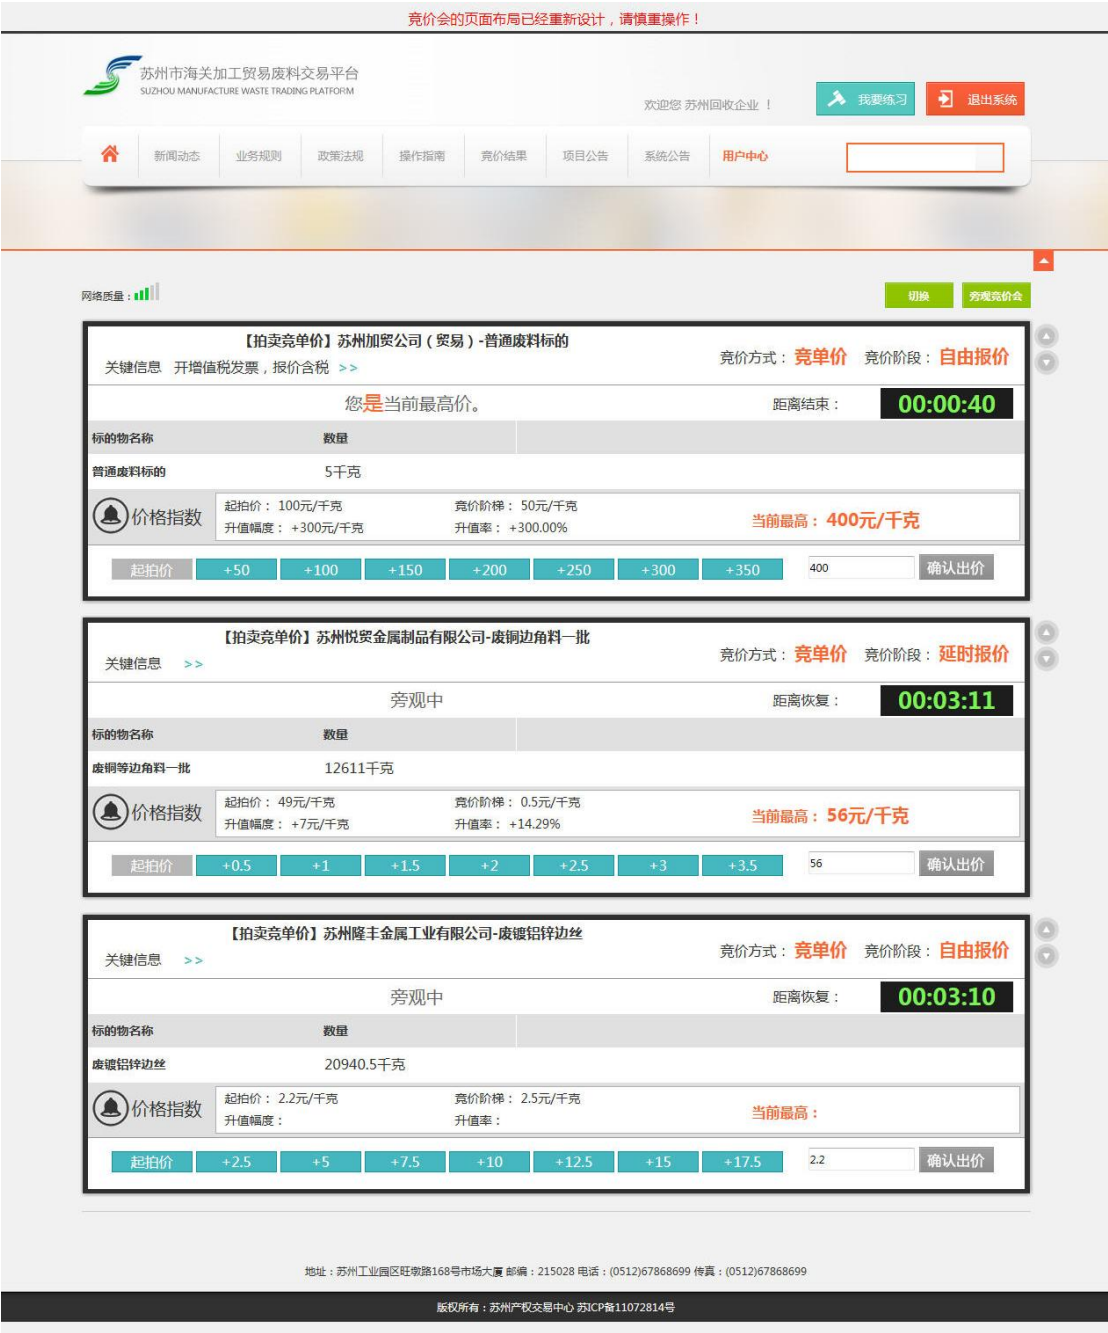 竞价会的页面布局已经重新设计，请慎重操作！
苏州市海关加工贸易废料交易平台
SUZHOU MANUFACTURE WASTE TRADING PLATFORM
欢迎您 苏州回收企业 ！ 我要练习 退出系统
新闻动态 业务规则 政策法规 操作指南 竞价结果 项目公告 系统公告 用户中心
网络质量： 切换 旁观竞价会
【拍卖竞单价】苏州加贸公司（贸易）-普通废料标的
关键信息 开增值税发票，报价含税 >> 竞价方式：竞单价 竞价阶段：自由报价
您是当前最高价。 距离结束： 00:00:40
标的物名称 数量
普通废料标的 5千克
价格指数 起拍价： 100元/千克 竞价阶梯： 50元/千克
升值幅度： +300元/千克 升值率： +300.00% 当前最高：400元/千克
起拍价 +50 +100 +150 +200 +250 +300 +350 400 确认出价
【拍卖竞单价】苏州悦贸金属制品有限公司-废铜边角料一批
关键信息 >> 竞价方式：竞单价 竞价阶段：延时报价
旁观中 距离恢复： 00:03:11
标的物名称 数量
废铜等边角料一批 12611千克
价格指数 起拍价： 49元/千克 竞价阶梯： 0.5元/千克
升值幅度： +7元/千克 升值率： +14.29% 当前最高：56元/千克
起拍价 +0.5 +1 +1.5 +2 +2.5 +3 +3.5 56 确认出价
【拍卖竞单价】苏州隆丰金属工业有限公司-废镀铝锌边丝
关键信息 >> 竞价方式：竞单价 竞价阶段：自由报价
旁观中 距离恢复： 00:03:10
标的物名称 数量
废镀铝锌边丝 20940.5千克
价格指数 起拍价： 2.2元/千克 竞价阶梯： 2.5元/千克
升值幅度： 升值率： 当前最高：
起拍价 +2.5 +5 +7.5 +10 +12.5 +15 +17.5 2.2 确认出价
地址：苏州工业园区旺墩路168号市场大厦 邮编：215028 电话：(0512)67868699 传真：(0512)67868699
版权所有：苏州产权交易中心 苏ICP备11072814号